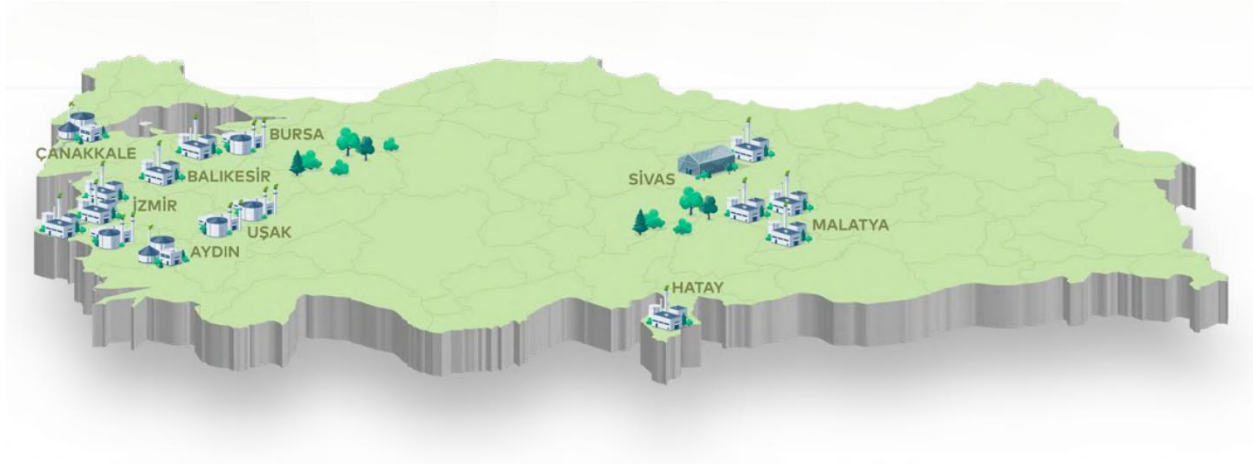 BURSA
ÇANAKKALE
BALIKESİR
SİVAS
İZMİR
MALATYA
UŞAK
AYDIN
HATAY